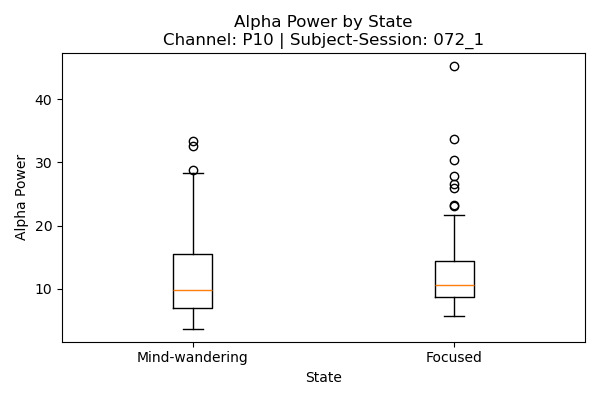 Alpha Power by State
Channel: P10 | Subject-Session: 072_1
Alpha Power
40
30
20
10
Mind-wandering
Focused
State